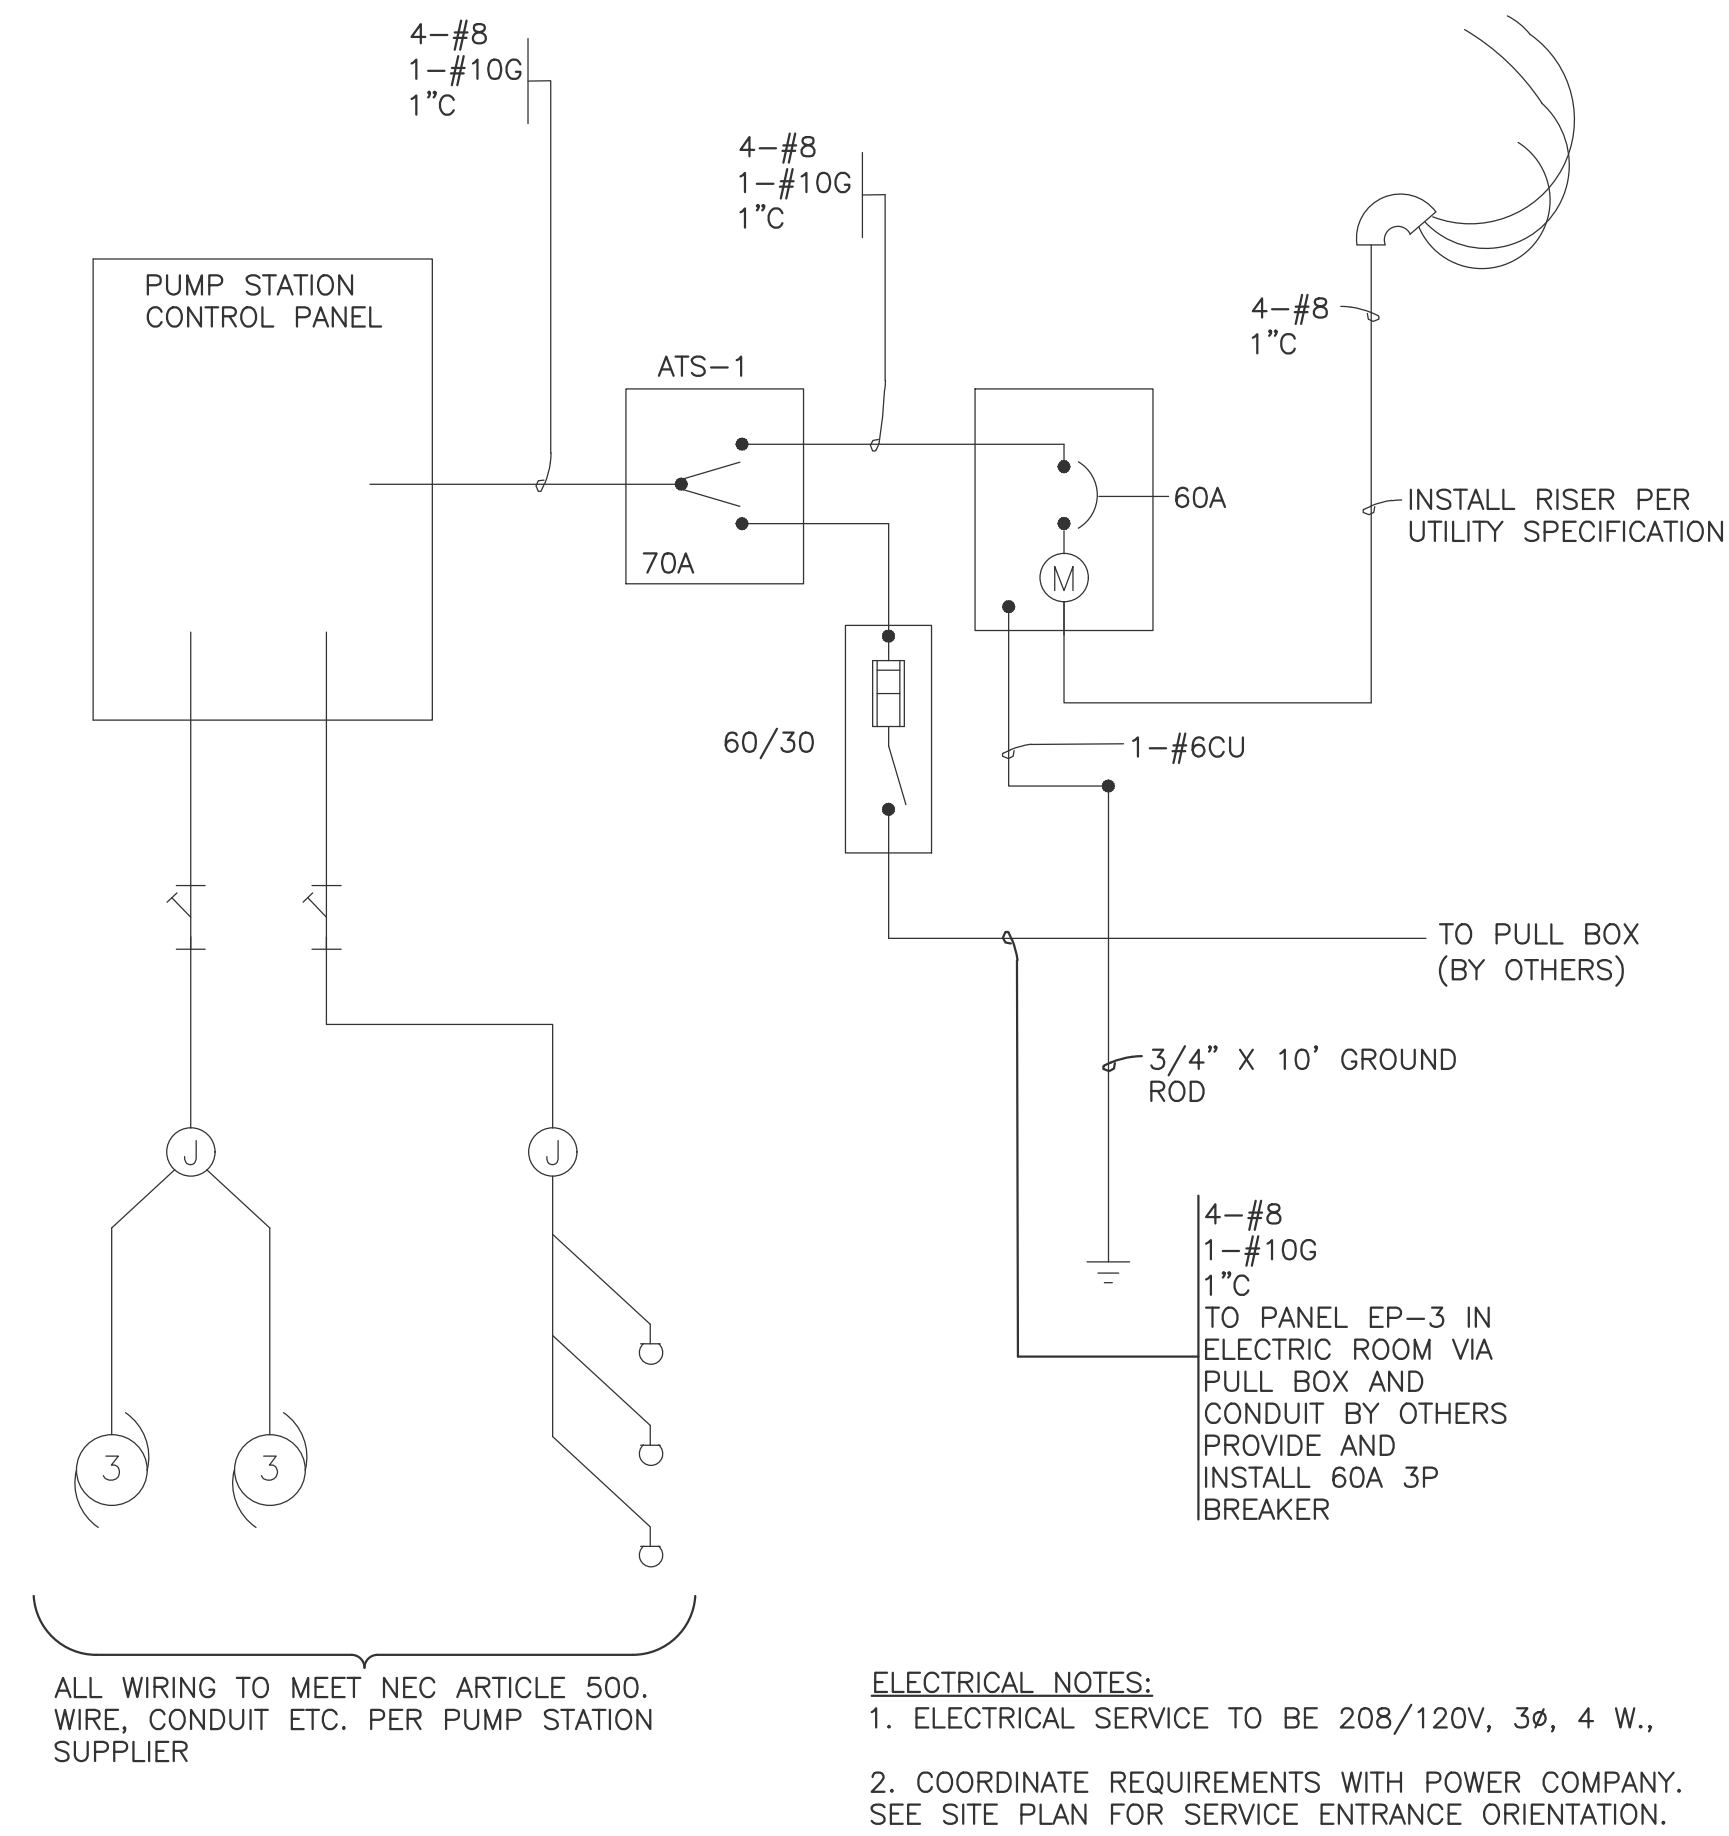 4-#8
1-#10G
1"C
4-#8
1-#10G
1"C
PUMP STATION
CONTROL PANEL
4-#8
1"C
ATS-1
60A
INSTALL RISER PER
UTILITY SPECIFICATION
70A
M
60/30
1-#6CU
TO PULL BOX
(BY OTHERS)
3/4" X 10' GROUND
ROD
J
J
4-#8
1-#10G
1"C
TO PANEL EP-3 IN
ELECTRIC ROOM VIA
PULL BOX AND
CONDUIT BY OTHERS
PROVIDE AND
INSTALL 60A 3P
BREAKER
3
3
ALL WIRING TO MEET NEC ARTICLE 500.
WIRE, CONDUIT ETC. PER PUMP STATION
SUPPLIER
ELECTRICAL NOTES:
1. ELECTRICAL SERVICE TO BE 208/120V, 3ø, 4 W.,
2. COORDINATE REQUIREMENTS WITH POWER COMPANY.
SEE SITE PLAN FOR SERVICE ENTRANCE ORIENTATION.